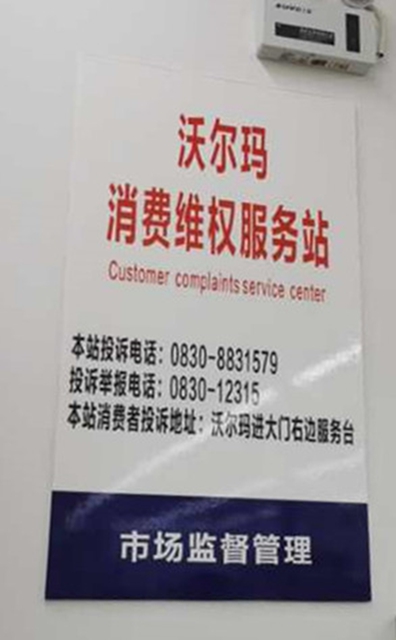 沃尔玛
消费维权服务站
Customer complaints service center
本站投诉电话：0830-8831579
投诉举报电话：0830-12315
本站消费者投诉地址：沃尔玛进大门右边服务台
市场监督管理